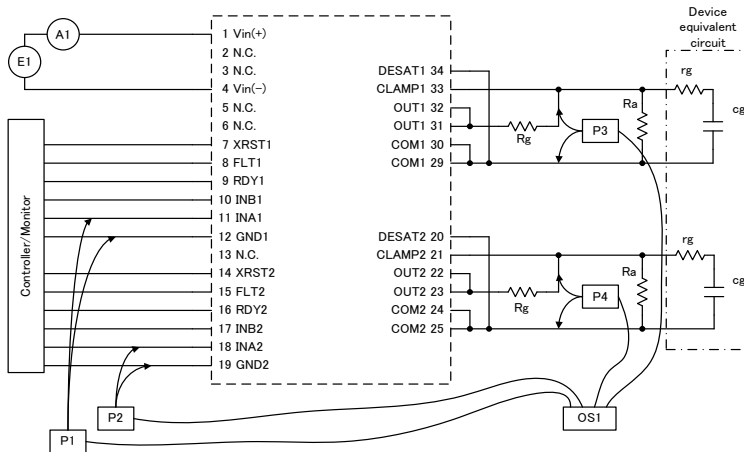 Device
equivalent
circuit
A1
E1
1 Vin(+)
2 N.C.
3 N.C.
4 Vin(-)
5 N.C.
6 N.C.
7 XRST1
8 FLT1
9 RDY1
10 INB1
11 INA1
12 GND1
13 N.C.
14 XRST2
15 FLT2
16 RDY2
17 INB2
18 INA2
19 GND2
DESAT1 34
CLAMP1 33
OUT1 32
OUT1 31
COM1 30
COM1 29
DESAT2 20
CLAMP2 21
OUT2 22
OUT2 23
COM2 24
COM2 25
Rg
P3
Ra
rg
cg
Rg
P4
Ra
rg
cg
Controller/Monitor
P2
P1
OS1